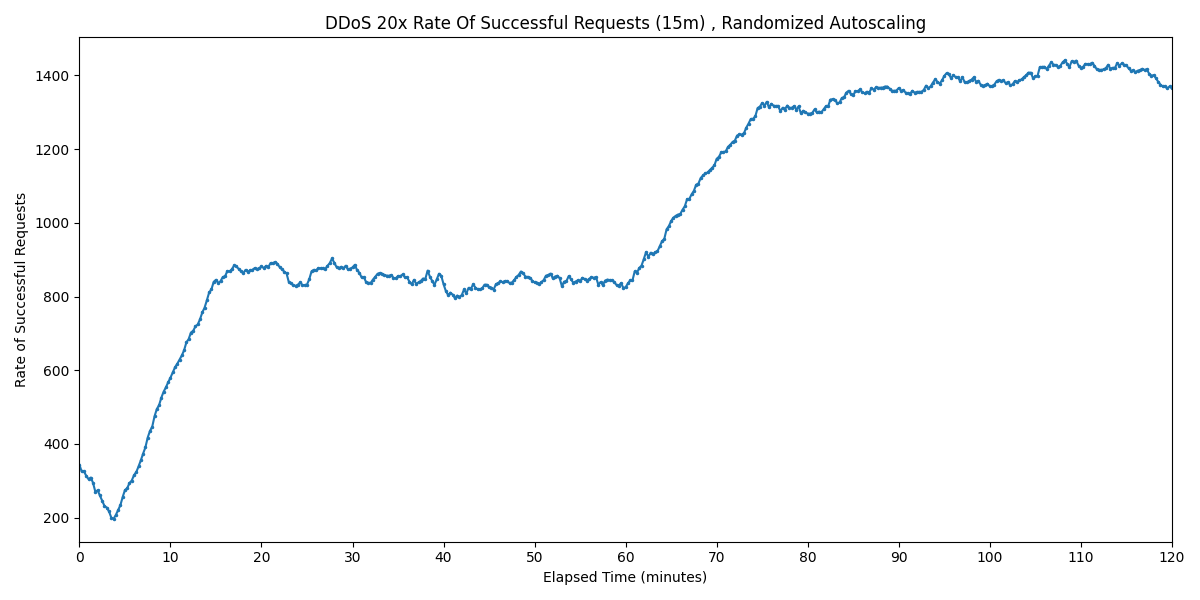 DDoS 20x Rate Of Successful Requests (15m) , Randomized Autoscaling
Rate of Successful Requests
1400
1200
1000
800
600
400
200
0 10 20 30 40 50 60 70 80 90 100 110 120
Elapsed Time (minutes)